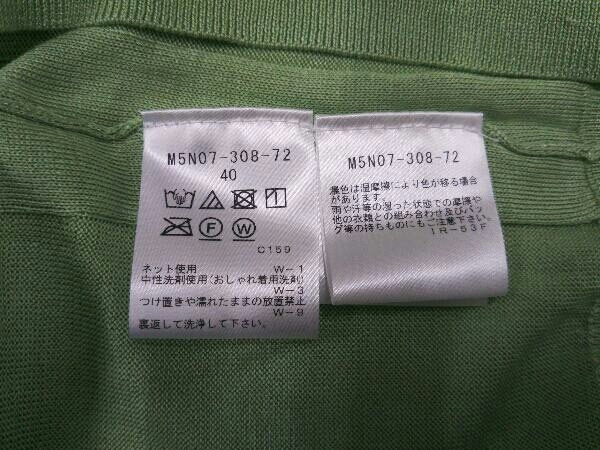 M5N07-308-72
40
F W
C159
ネット使用 W-1
中性洗剤使用(おしゃれ着用洗剤)
W-3
つけ置きや濡れたままの放置禁止
W-9
裏返して洗浄して下さい。
M5N07-308-72
濃色は湿摩擦により色が移る場合
があります。
雨や汗等の湿った状態での摩擦や
他の衣類との組み合わせ及びバッ
グ等の持ちものにもご注意下さい。
IR-53F